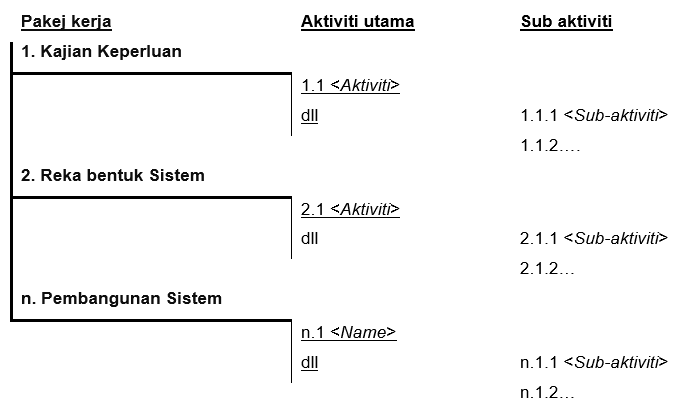 Pakej kerja Aktiviti utama Sub aktiviti
1. Kajian Keperluan
1.1 <Aktiviti>
dll 1.1.1 <Sub-aktiviti>
1.1.2….
2. Reka bentuk Sistem
2.1 <Aktiviti>
dll 2.1.1 <Sub-aktiviti>
2.1.2…
n. Pembangunan Sistem
n.1 <Name>
dll n.1.1 <Sub-aktiviti>
n.1.2…